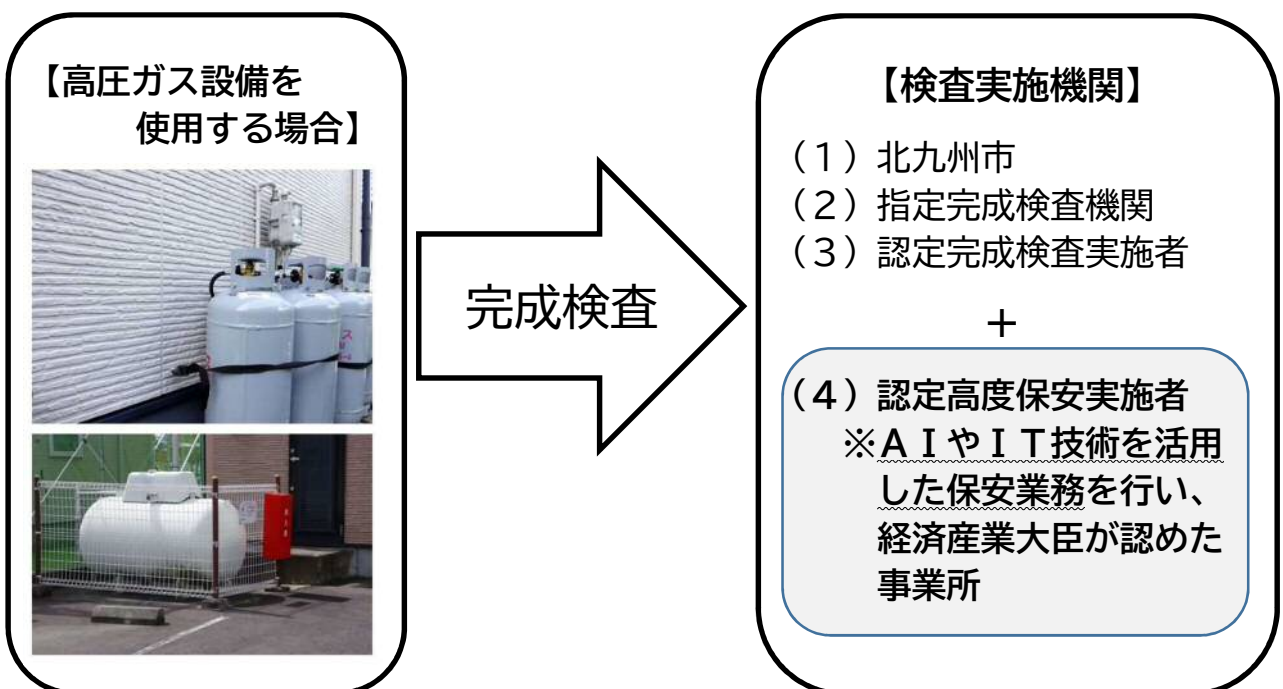 【高圧ガス設備を
使用する場合】
完成検査
【検査実施機関】
（１）北九州市
（２）指定完成検査機関
（３）認定完成検査実施者
＋
（４）認定高度保安実施者
※ＡＩやＩＴ技術を活用
した保安業務を行い、
経済産業大臣が認めた
事業所